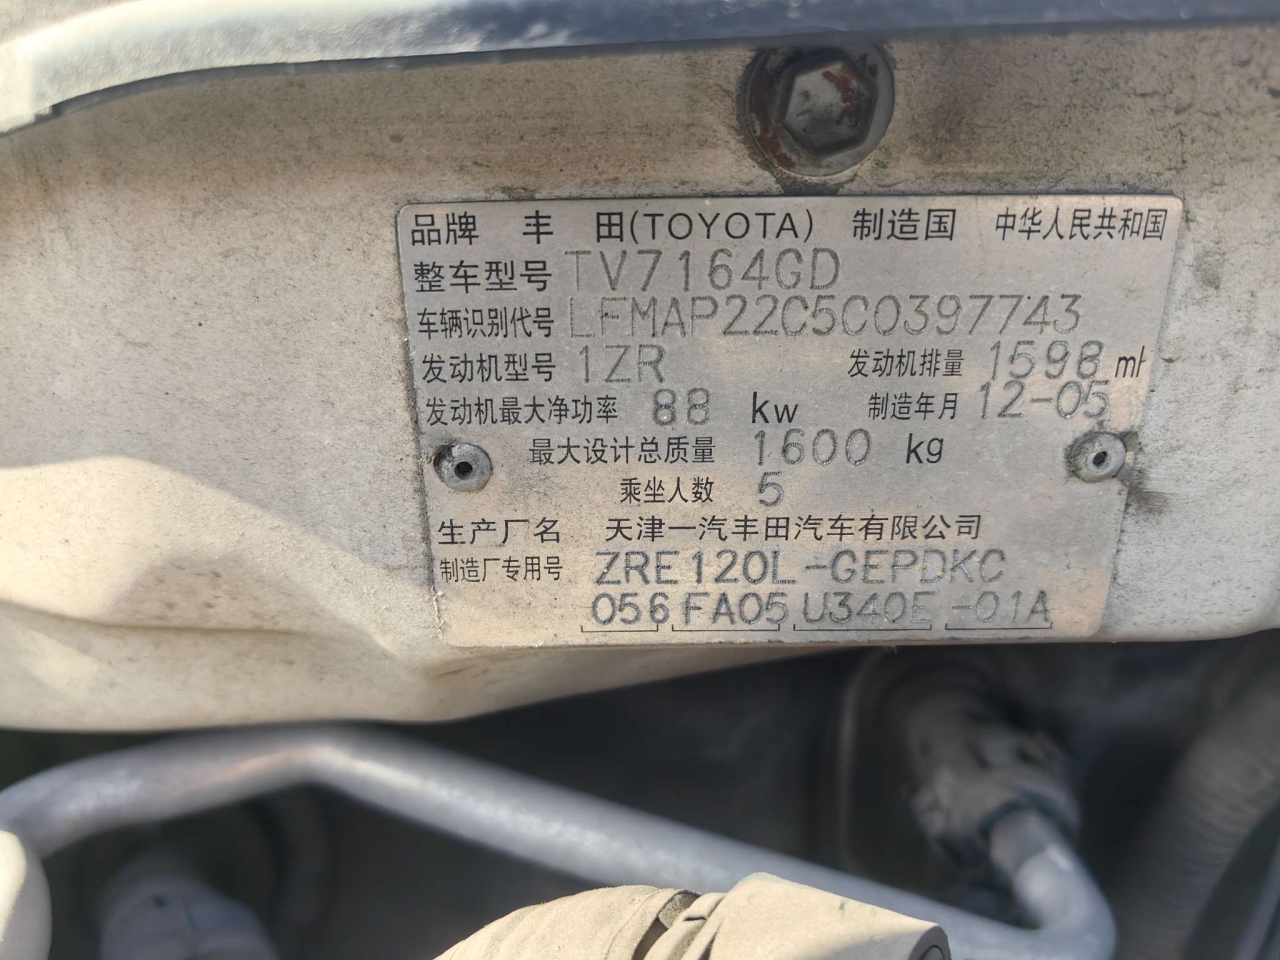 品牌 丰 田(TOYOTA) 制造国 中华人民共和国
整车型号 TV7164GD
车辆识别代号 LFMAP22C5C0397743
发动机型号 1ZR 发动机排量 1598 ml
发动机最大净功率 88 kw 制造年月 12-05
最大设计总质量 1600 kg
乘坐人数 5
生产厂名 天津一汽丰田汽车有限公司
制造厂专用号 ZRE120L-GEPDKC
056 FA05 U340E -01A